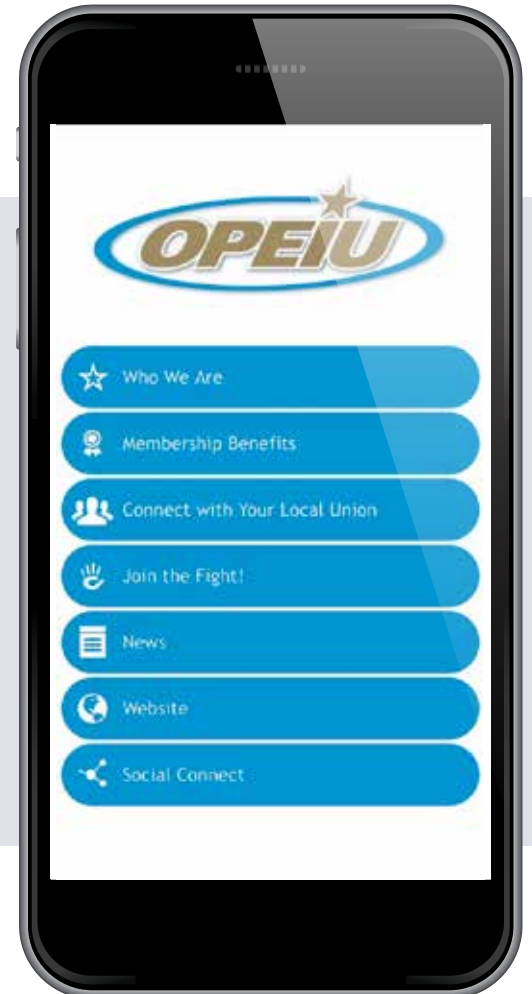 OPEIU
Who We Are
Membership Benefits
Connect with Your Local Union
Join the Fight!
News
Website
Social Connect